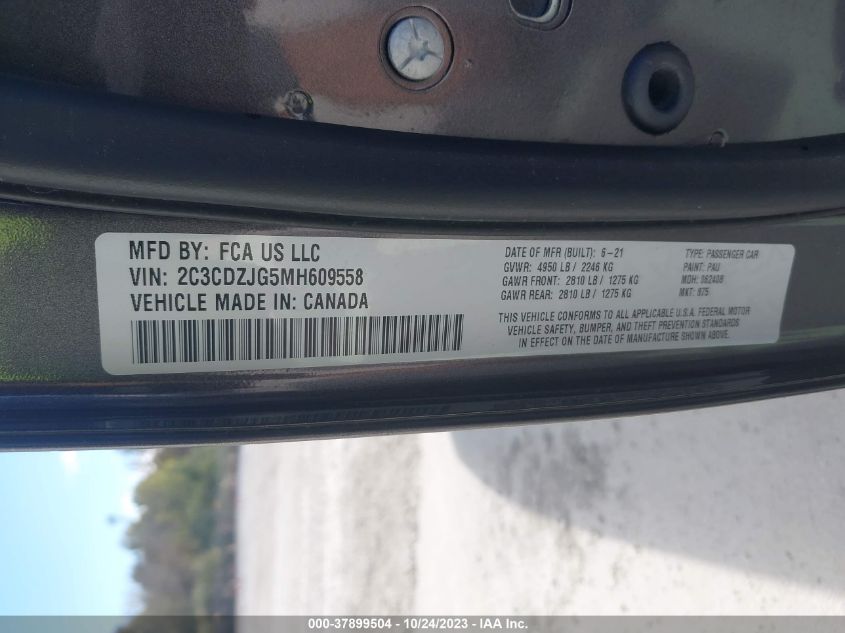 MFD BY: FCA US LLC
VIN: 2C3CDZJG5MH609558
VEHICLE MADE IN: CANADA
DATE OF MFR (BUILT): 6-21
GVWR: 4950 LB / 2246 KG
GAWR FRONT: 2810 LB / 1275 KG
GAWR REAR: 2810 LB / 1275 KG
TYPE: PASSENGER CAR
PAINT: PAU
MDH: 062408
MKT: 975
THIS VEHICLE CONFORMS TO ALL APPLICABLE U.S.A. FEDERAL MOTOR
VEHICLE SAFETY, BUMPER, AND THEFT PREVENTION STANDARDS
IN EFFECT ON THE DATE OF MANUFACTURE SHOWN ABOVE.
000-37899504 - 10/24/2023 - IAA Inc.